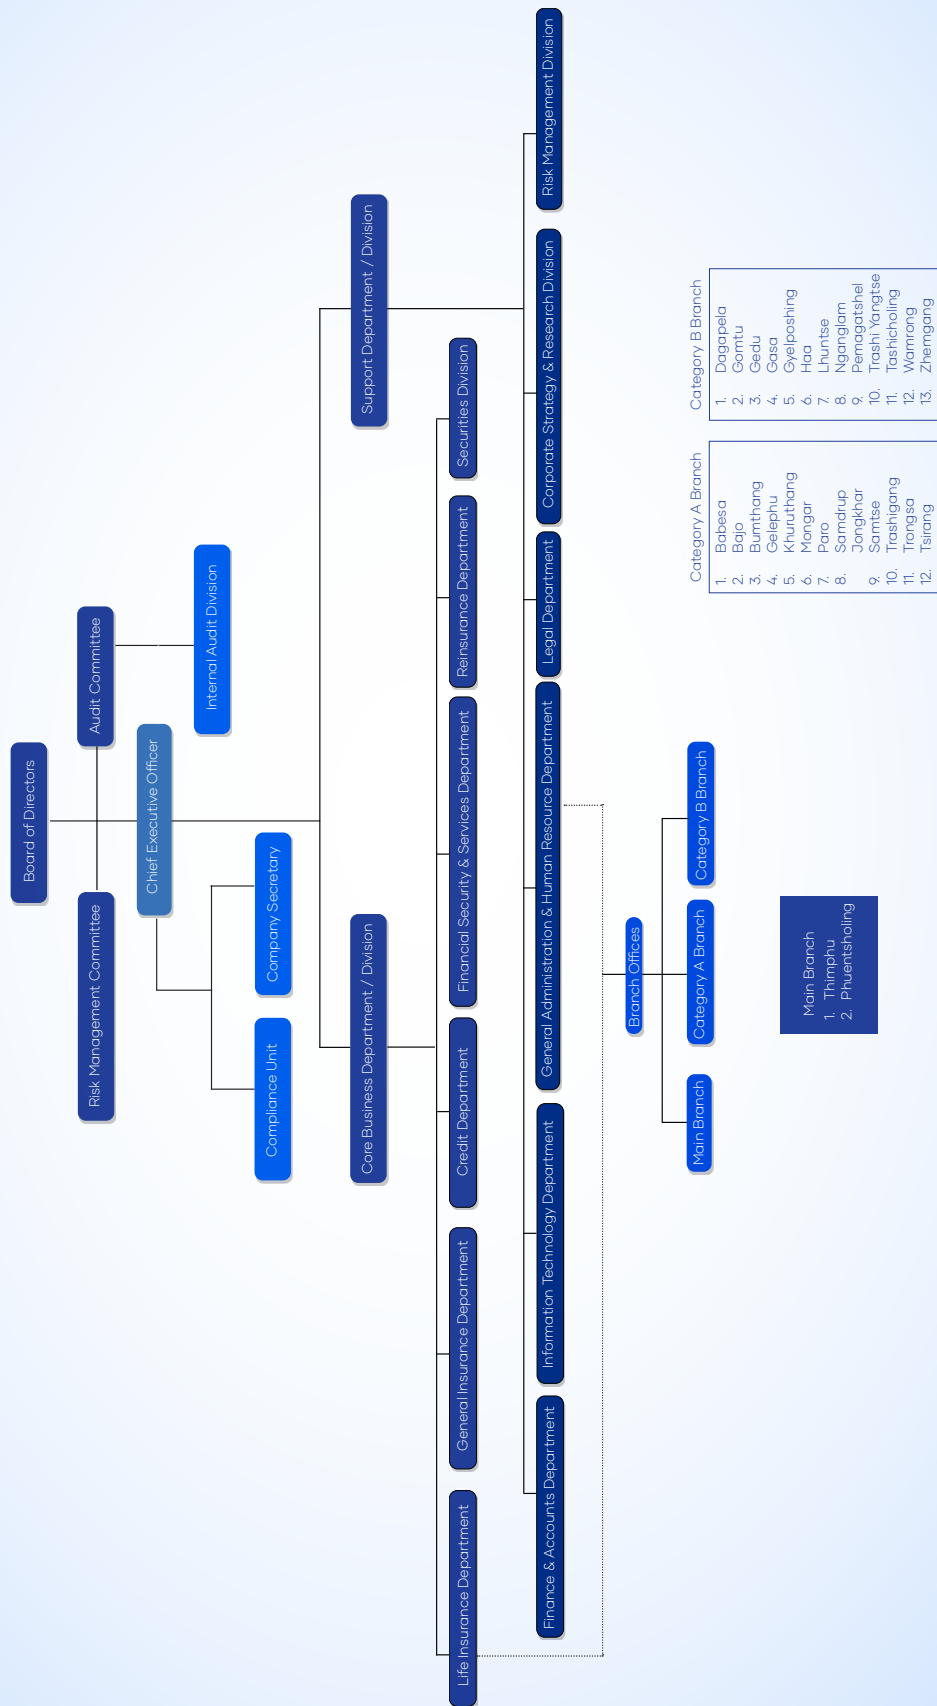 Board of Directors
Risk Management Committee
Audit Committee
Chief Executive Officer
Internal Audit Division
Compliance Unit
Company Secretary
Core Business Department / Division
Support Department / Division
Life Insurance Department
General Insurance Department
Credit Department
Financial Security & Services Department
Reinsurance Department
Securities Division
Finance & Accounts Department
Information Technology Department
General Administration & Human Resource Department
Legal Department
Corporate Strategy & Research Division
Risk Management Division
Branch Offices
Main Branch
Category A Branch
Category B Branch
Main Branch
1. Thimphu
2. Phuentsholing
Category A Branch
1. Babesa
2. Bajo
3. Bumthang
4. Gelephu
5. Khuruthang
6. Mongar
7. Paro
8. Samdrup
Jongkhar
9. Samtse
10. Trashigang
11. Trongsa
12. Tsirang
Category B Branch
1. Dagapela
2. Gomtu
3. Gedu
4. Gasa
5. Gyelposhing
6. Haa
7. Lhuntse
8. Nganglam
9. Pemagatshel
10. Trashi Yangtse
11. Tashicholing
12. Wamrong
13. Zhemgang